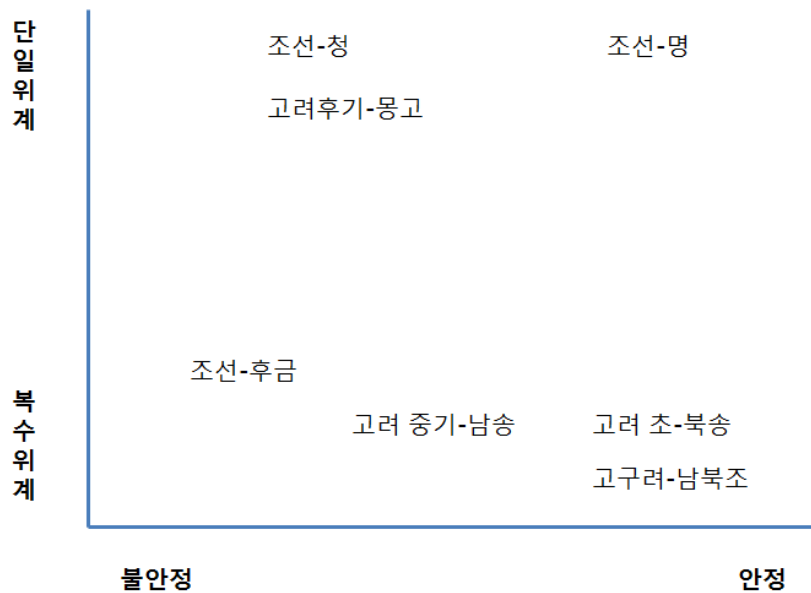 단일위계
조선-청
조선-명
고려후기-몽고
조선-후금
복수위계
고려 중기-남송
고려 초-북송
고구려-남북조
불안정
안정